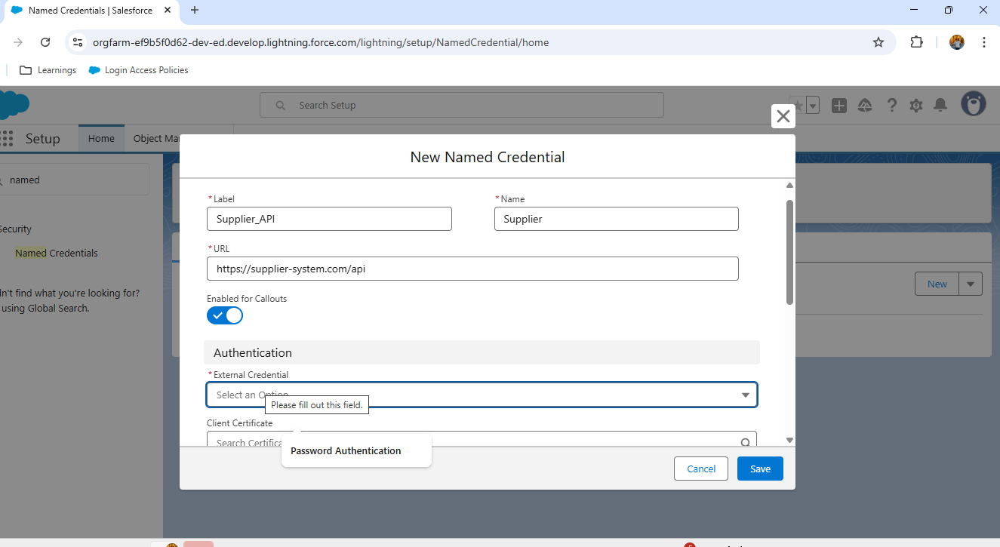 Named Credentials | Salesforce
orgfarm-ef9b5f0d62-dev-ed.develop.lightning.force.com/lightning/setup/NamedCredential/home
Learnings
Login Access Policies
Search Setup
Setup
Home
Object Mar
New Named Credential
named
* Label
* Name
Supplier_API
Supplier
Security
* URL
Named Credentials
https://supplier-system.com/api
n't find what you're looking for?
using Global Search.
New
Enabled for Callouts
Authentication
* External Credential
Select an Option
Please fill out this field.
Client Certificate
Search Certifica
Password Authentication
Cancel
Save
5